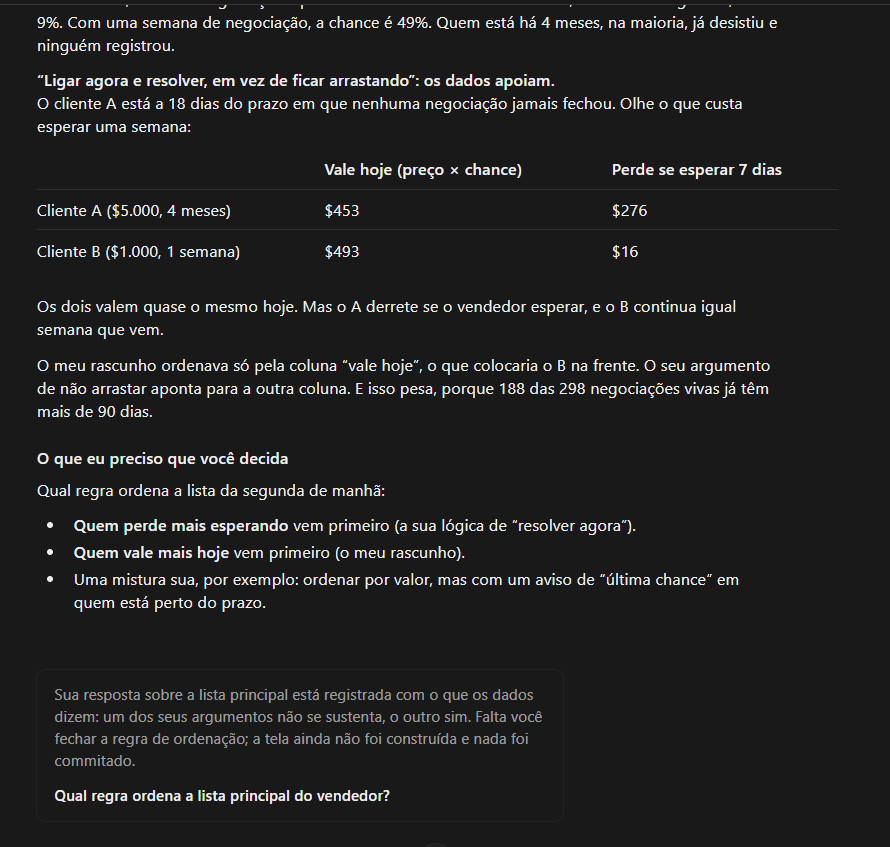 9%. Com uma semana de negociação, a chance é 49%. Quem está há 4 meses, na maioria, já desistiu e
ninguém registrou.
“Ligar agora e resolver, em vez de ficar arrastando”: os dados apoiam.
O cliente A está a 18 dias do prazo em que nenhuma negociação jamais fechou. Olhe o que custa
esperar uma semana:
Vale hoje (preço × chance) Perde se esperar 7 dias
Cliente A ($5.000, 4 meses) $453 $276
Cliente B ($1.000, 1 semana) $493 $16
Os dois valem quase o mesmo hoje. Mas o A derrete se o vendedor esperar, e o B continua igual
semana que vem.
O meu rascunho ordenava só pela coluna “vale hoje”, o que colocaria o B na frente. O seu argumento
de não arrastar aponta para a outra coluna. E isso pesa, porque 188 das 298 negociações vivas já têm
mais de 90 dias.
O que eu preciso que você decida
Qual regra ordena a lista da segunda de manhã:
• Quem perde mais esperando vem primeiro (a sua lógica de “resolver agora”).
• Quem vale mais hoje vem primeiro (o meu rascunho).
• Uma mistura sua, por exemplo: ordenar por valor, mas com um aviso de “última chance” em
quem está perto do prazo.
Sua resposta sobre a lista principal está registrada com o que os dados
dizem: um dos seus argumentos não se sustenta, o outro sim. Falta você
fechar a regra de ordenação; a tela ainda não foi construída e nada foi
commitado.
Qual regra ordena a lista principal do vendedor?